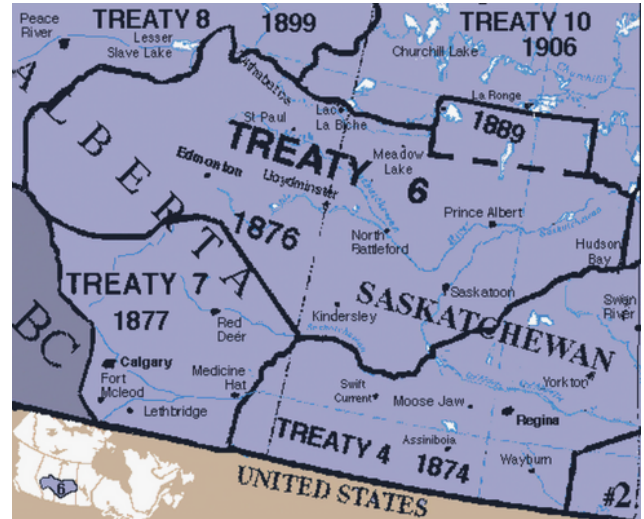 TREATY 8
1899
TREATY 10
1906
Peace
River
Lesser
Slave Lake
Churchill Lake
Churchill
Athabasca
La Ronge
1889
ALBERTA
St Paul
Lac
La Biche
TREATY 6
Meadow
Lake
Edmonton
Lloydminster
1876
Prince Albert
North
Battleford
Hudson
Bay
TREATY 7
1877
Saskatoon
SASKATCHEWAN
Swan
River
Red
Deer
Kindersley
BC
Calgary
Fort
Mcleod
Medicine
Hat
Lethbridge
Swift
Current
Moose Jaw
Yorkton
Regina
TREATY 4 1874
Assiniboia
Wayburn
#2
UNITED STATES
6